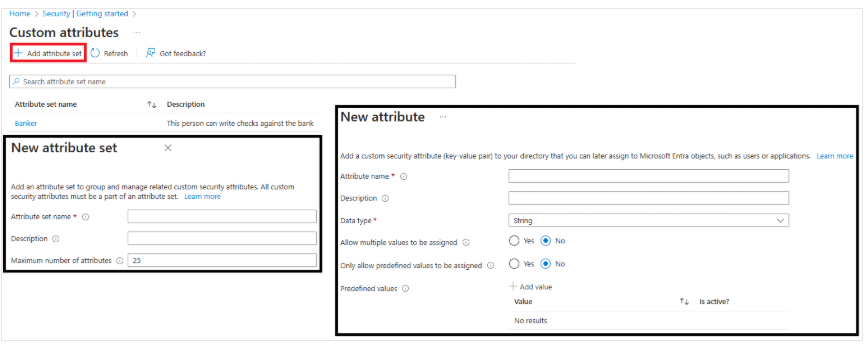 Home > Security | Getting started >
Custom attributes ...
+ Add attribute set Refresh Got feedback?
Search attribute set name
Attribute set name ↑↓ Description
Banker This person can write checks against the bank
New attribute set ×
Add an attribute set to group and manage related custom security attributes. All custom
security attributes must be a part of an attribute set. Learn more
Attribute set name *
Description
Maximum number of attributes 25
New attribute ...
Add a custom security attribute (key-value pair) to your directory that you can later assign to Microsoft Entra objects, such as users or applications. Learn more
Attribute name *
Description
Data type * String
Allow multiple values to be assigned Yes No
Only allow predefined values to be assigned Yes No
Predefined values + Add value
Value ↑↓ Is active?
No results